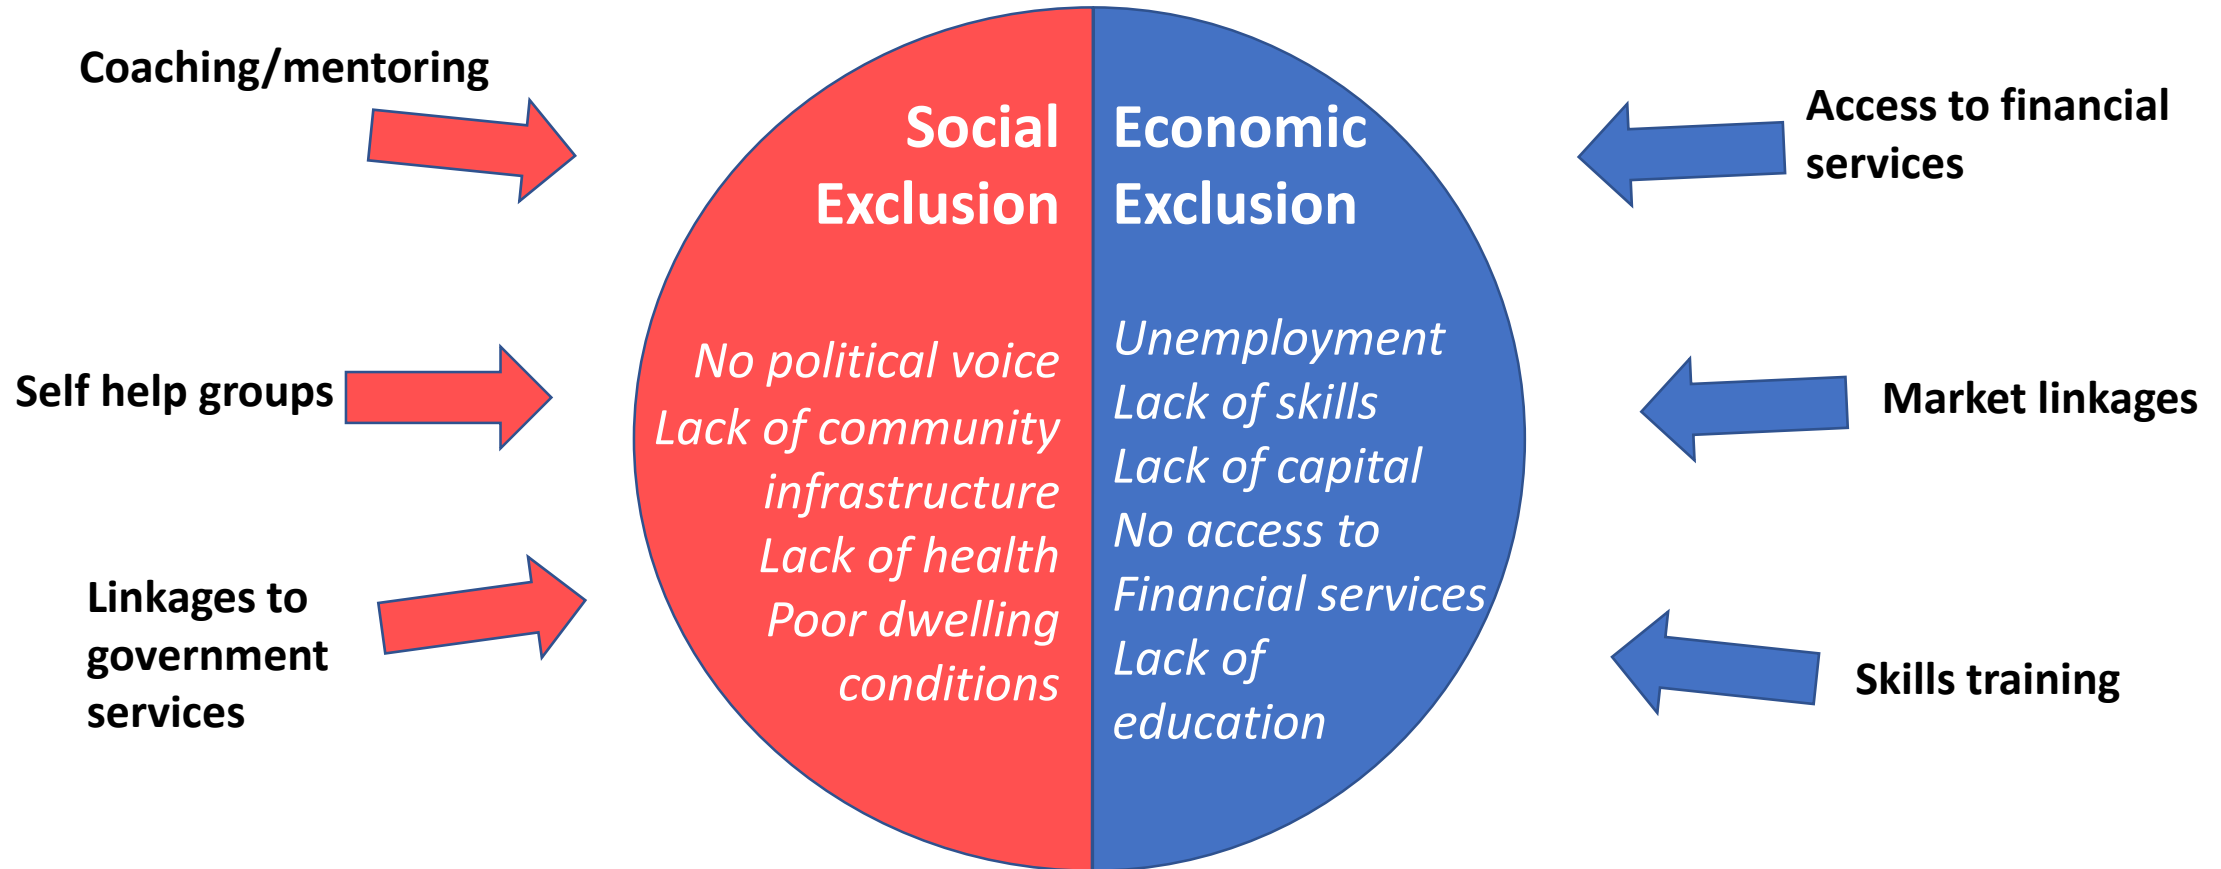 Coaching/mentoring
Self help groups
Linkages to
government
services
Social
Exclusion
No political voice
Lack of community
infrastructure
Lack of health
Poor dwelling
conditions
Economic
Exclusion
Unemployment
Lack of skills
Lack of capital
No access to
Financial services
Lack of
education
Access to financial
services
Market linkages
Skills training